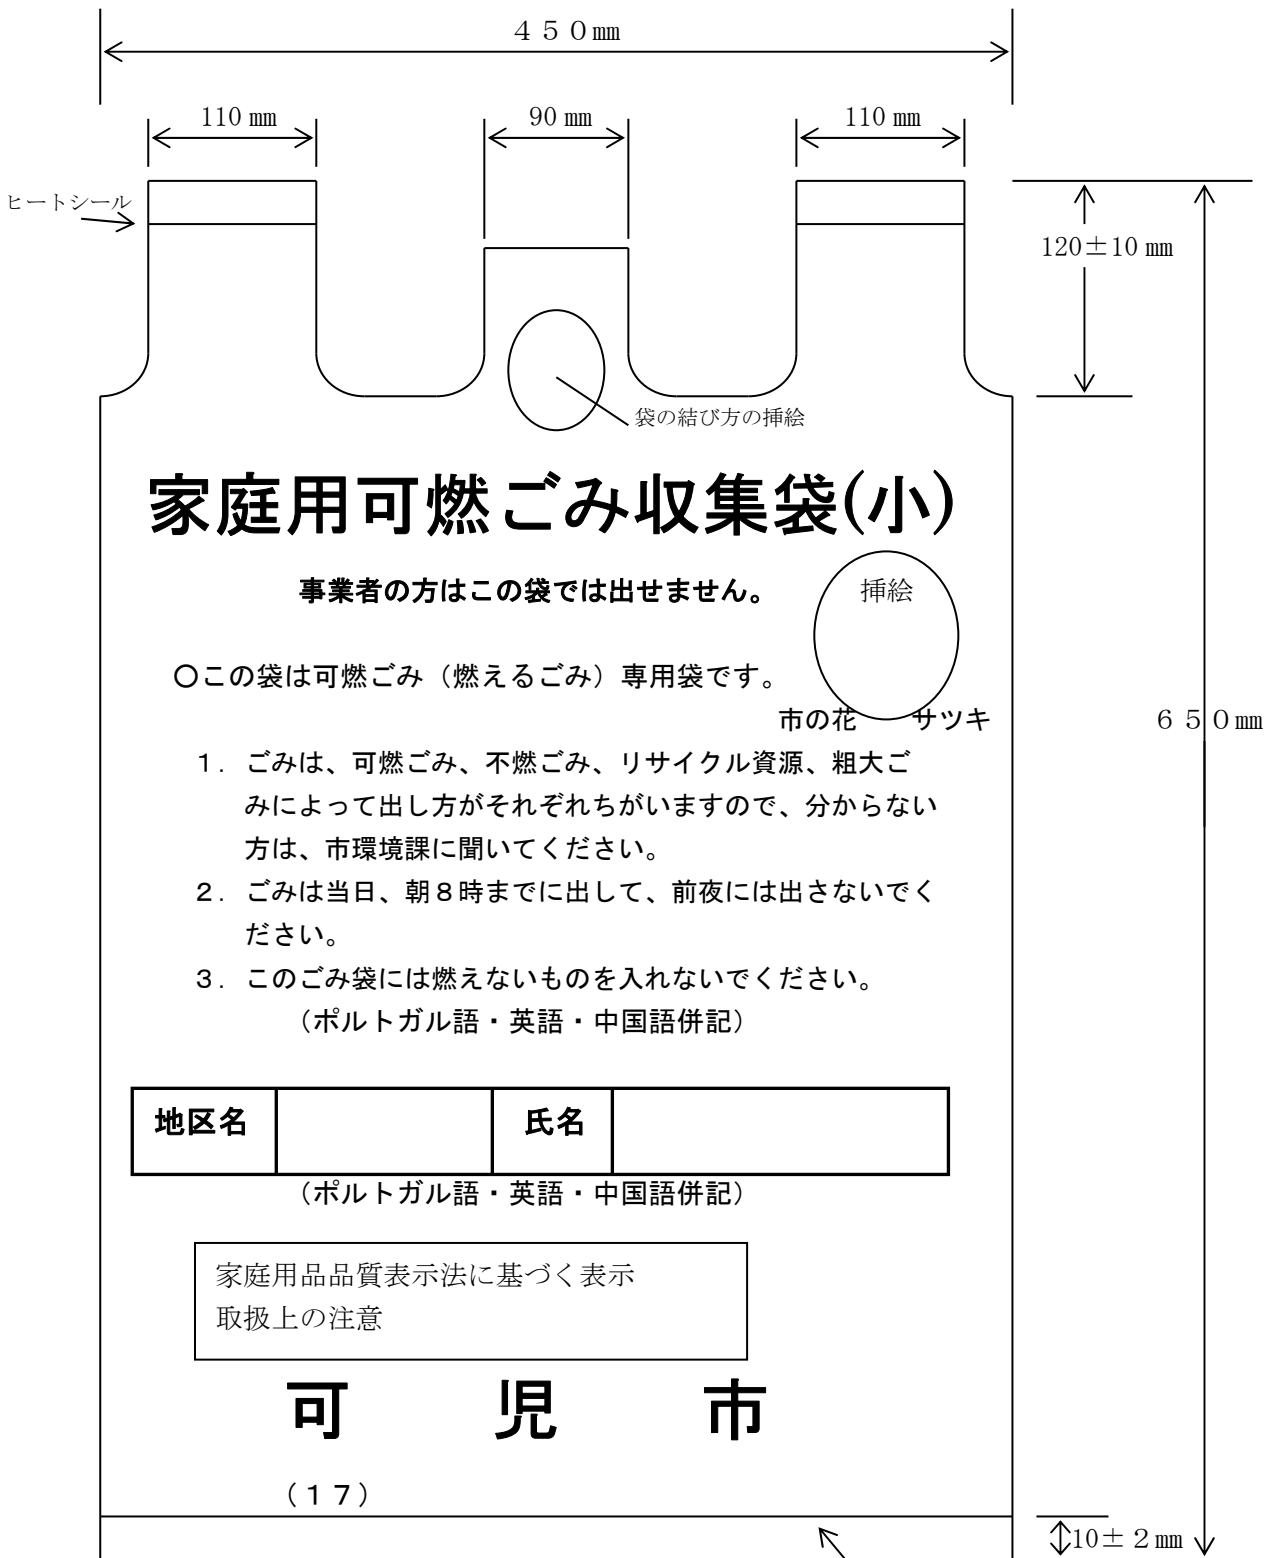 ４５０㎜
110 ㎜
90 ㎜
110 ㎜
ヒートシール
120±10 ㎜
袋の結び方の挿絵
家庭用可燃ごみ収集袋(小)
事業者の方はこの袋では出せません。
挿絵
〇この袋は可燃ごみ（燃えるごみ）専用袋です。
市の花　　サツキ
６５０㎜
１．ごみは、可燃ごみ、不燃ごみ、リサイクル資源、粗大ご
みによって出し方がそれぞれちがいますので、分からない
方は、市環境課に聞いてください。
２．ごみは当日、朝８時までに出して、前夜には出さないでく
ださい。
３．このごみ袋には燃えないものを入れないでください。
（ポルトガル語・英語・中国語併記）
地区名　氏名
（ポルトガル語・英語・中国語併記）
家庭用品品質表示法に基づく表示
取扱上の注意
可　児　市
（１７）
10±２㎜